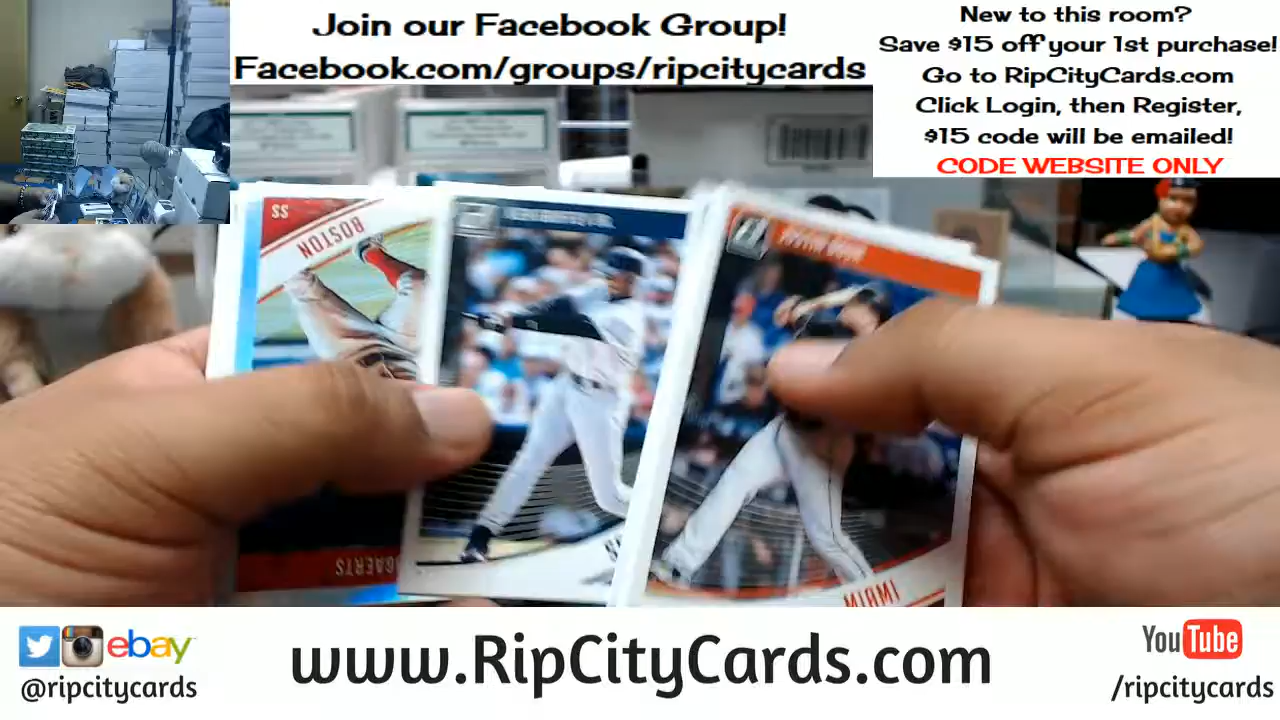 Join our Facebook Group!
Facebook.com/groups/ripcitycards
New to this room?
Save $15 off your 1st purchase!
Go to RipCityCards.com
Click Login, then Register,
$15 code will be emailed!
CODE WEBSITE ONLY
SS
BOSTON
MIAMI
ebay
@ripcitycards
www.RipCityCards.com
YouTube
/ripcitycards